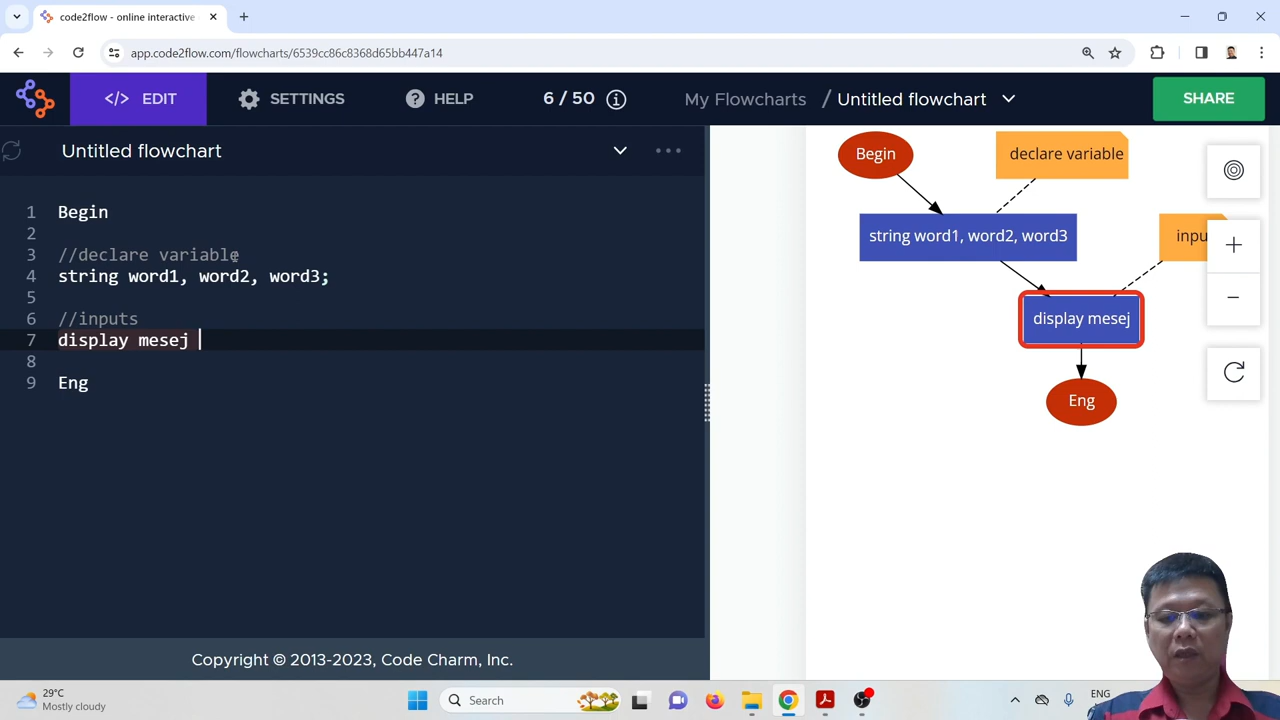 code2flow - online interactive
app.code2flow.com/flowcharts/6539cc86c8368d65bb447a14
</> EDIT
SETTINGS
HELP
6 / 50
My Flowcharts / Untitled flowchart
SHARE
Untitled flowchart
1 Begin
2
3 //declare variable
4 string word1, word2, word3;
5
6 //inputs
7 display mesej
8
9 Eng
Copyright © 2013-2023, Code Charm, Inc.
Begin
declare variable
string word1, word2, word3
inpu
display mesej
Eng
29°C
Mostly cloudy
Search
ENG